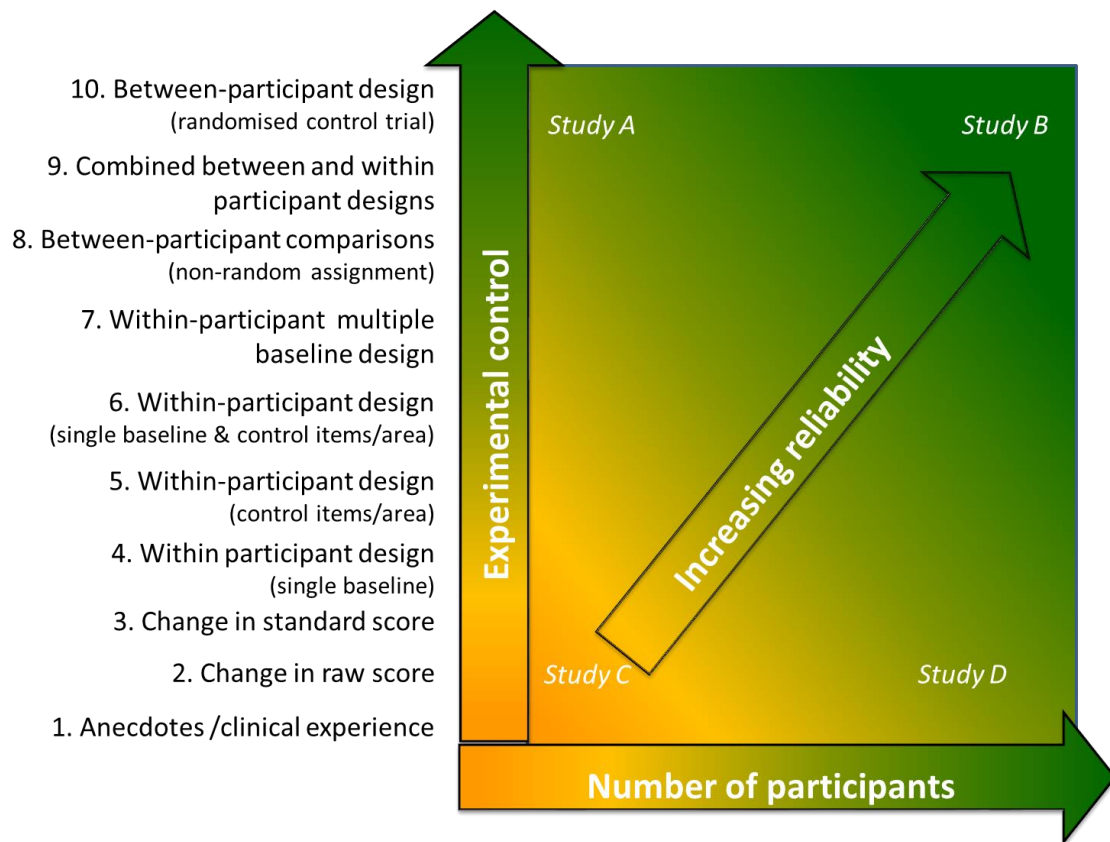 10. Between-participant design
(randomised control trial)
9. Combined between and within
participant designs
8. Between-participant comparisons
(non-random assignment)
7. Within-participant multiple
baseline design
6. Within-participant design
(single baseline & control items/area)
5. Within-participant design
(control items/area)
4. Within participant design
(single baseline)
3. Change in standard score
2. Change in raw score
1. Anecdotes /clinical experience
Experimental control
Study A
Study B
Increasing reliability
Study C
Study D
Number of participants